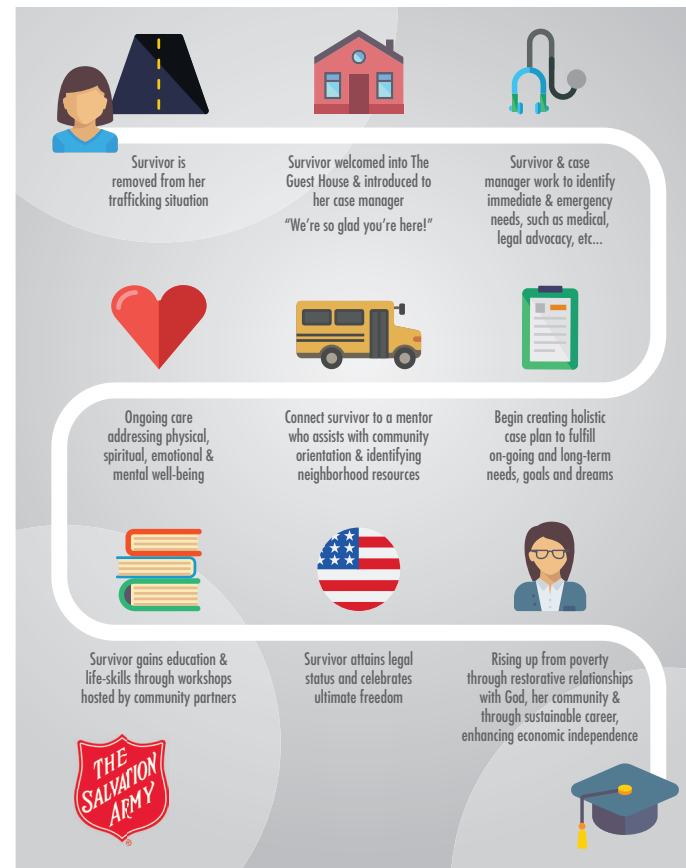 Survivor is
removed from her
trafficking situation
Survivor welcomed into The
Guest House & introduced to
her case manager
“We’re so glad you’re here!”
Survivor & case
manager work to identify
immediate & emergency
needs, such as medical,
legal advocacy, etc...
Ongoing care
addressing physical,
spiritual, emotional &
mental well-being
Connect survivor to a mentor
who assists with community
orientation & identifying
neighborhood resources
Begin creating holistic
case plan to fulfill
on-going and long-term
needs, goals and dreams
Survivor gains education &
life-skills through workshops
hosted by community partners
Survivor attains legal
status and celebrates
ultimate freedom
Rising up from poverty
through restorative relationships
with God, her community &
through sustainable career,
enhancing economic independence
THE
SALVATION
ARMY
®